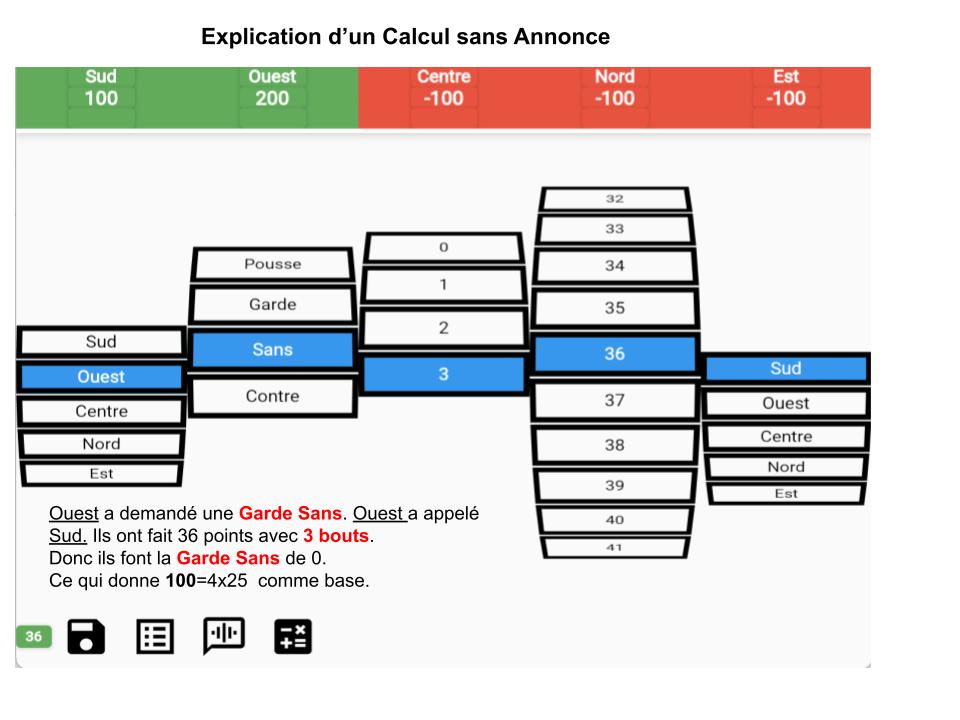 Explication d’un Calcul sans Annonce
Sud Ouest Centre Nord Est
100 200 -100 -100 -100
Sud
Ouest
Centre
Nord
Est
Pousse
Garde
Sans
Contre
0
1
2
3
32
33
34
35
36
37
38
39
40
41
Sud
Ouest
Centre
Nord
Est
Ouest a demandé une Garde Sans. Ouest a appelé
Sud. Ils ont fait 36 points avec 3 bouts.
Donc ils font la Garde Sans de 0.
Ce qui donne 100=4x25 comme base.
36